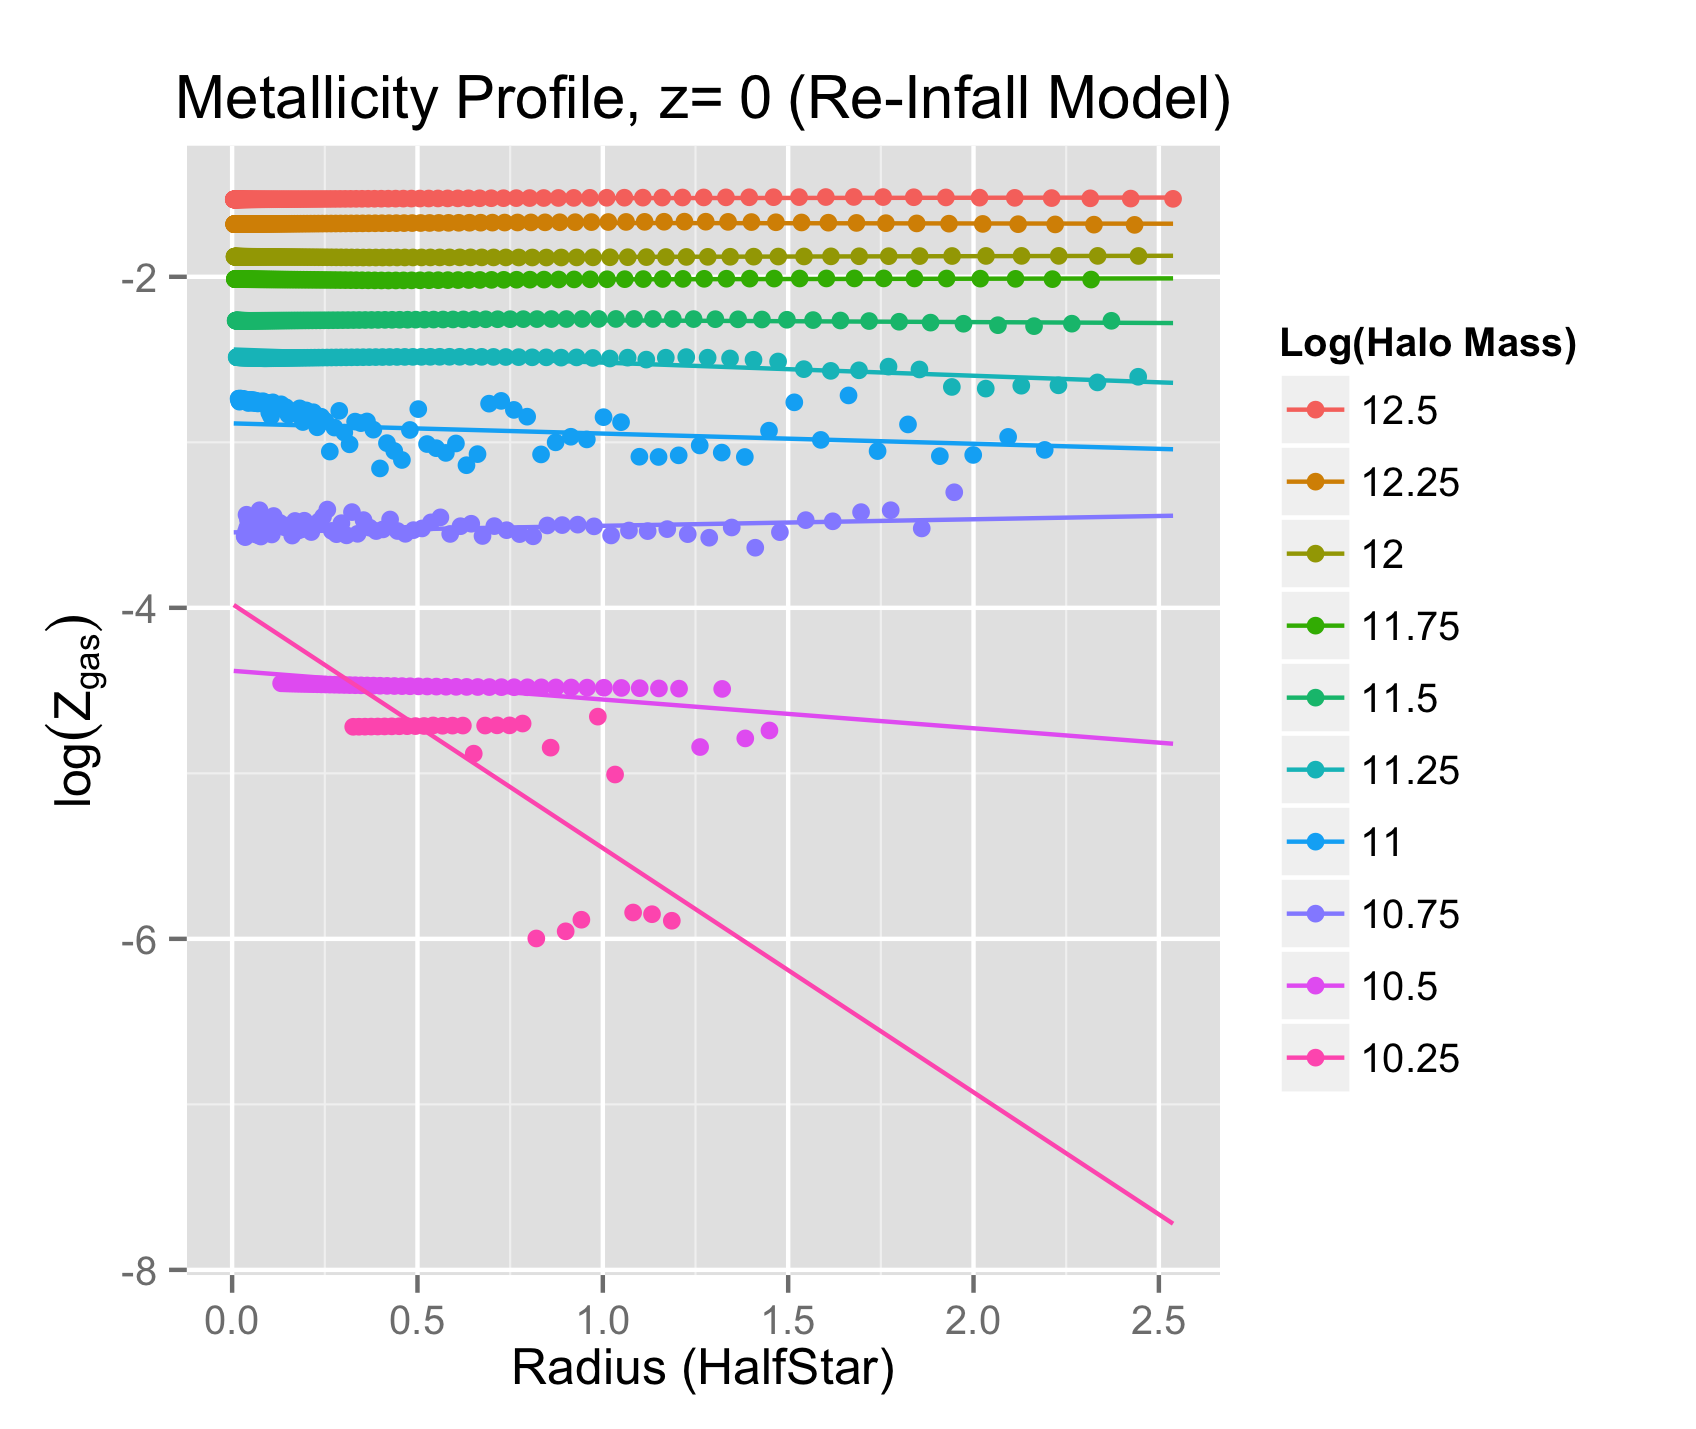 Metallicity Profile, z= 0 (Re-Infall Model)
-2
-4
-6
-8
log(Zgas)
0.0 0.5 1.0 1.5 2.0 2.5
Radius (HalfStar)
Log(Halo Mass)
12.5
12.25
12
11.75
11.5
11.25
11
10.75
10.5
10.25